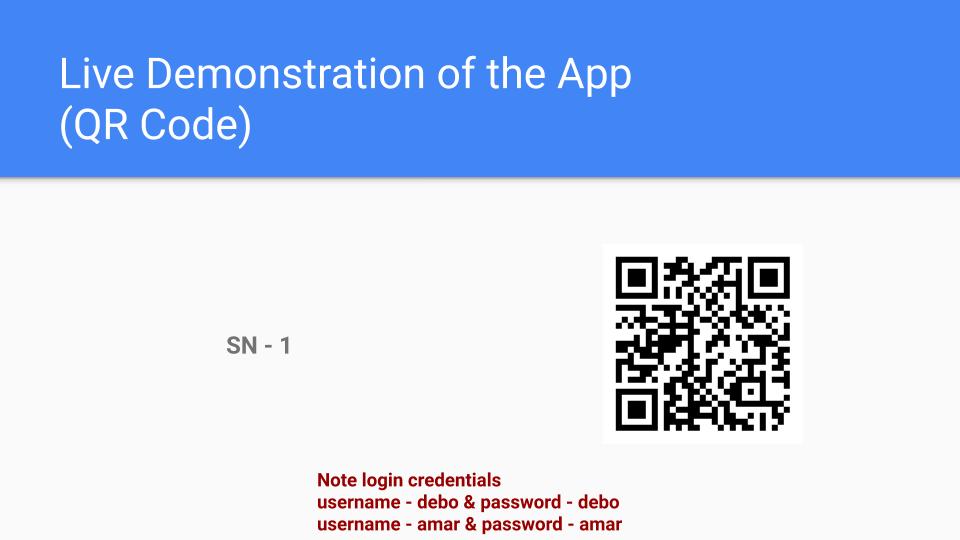 Live Demonstration of the App
(QR Code)
SN - 1
Note login credentials
username - debo & password - debo
username - amar & password - amar